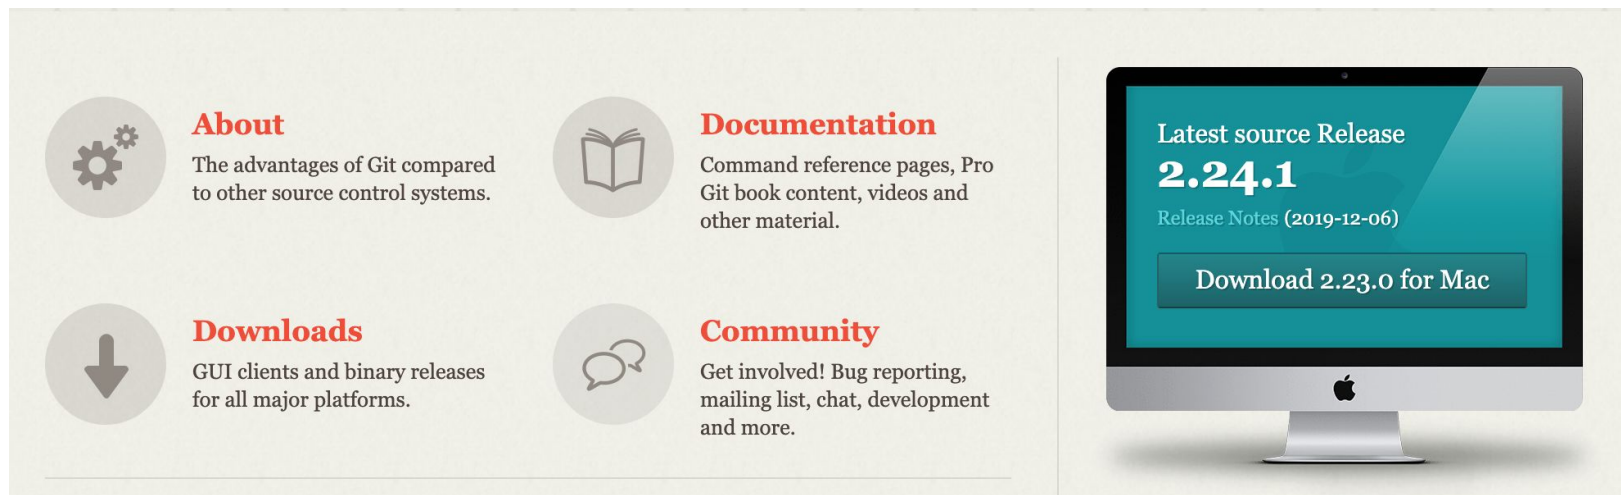 About
The advantages of Git compared
to other source control systems.
Documentation
Command reference pages, Pro
Git book content, videos and
other material.
Downloads
GUI clients and binary releases
for all major platforms.
Community
Get involved! Bug reporting,
mailing list, chat, development
and more.
Latest source Release
2.24.1
Release Notes (2019-12-06)
Download 2.23.0 for Mac